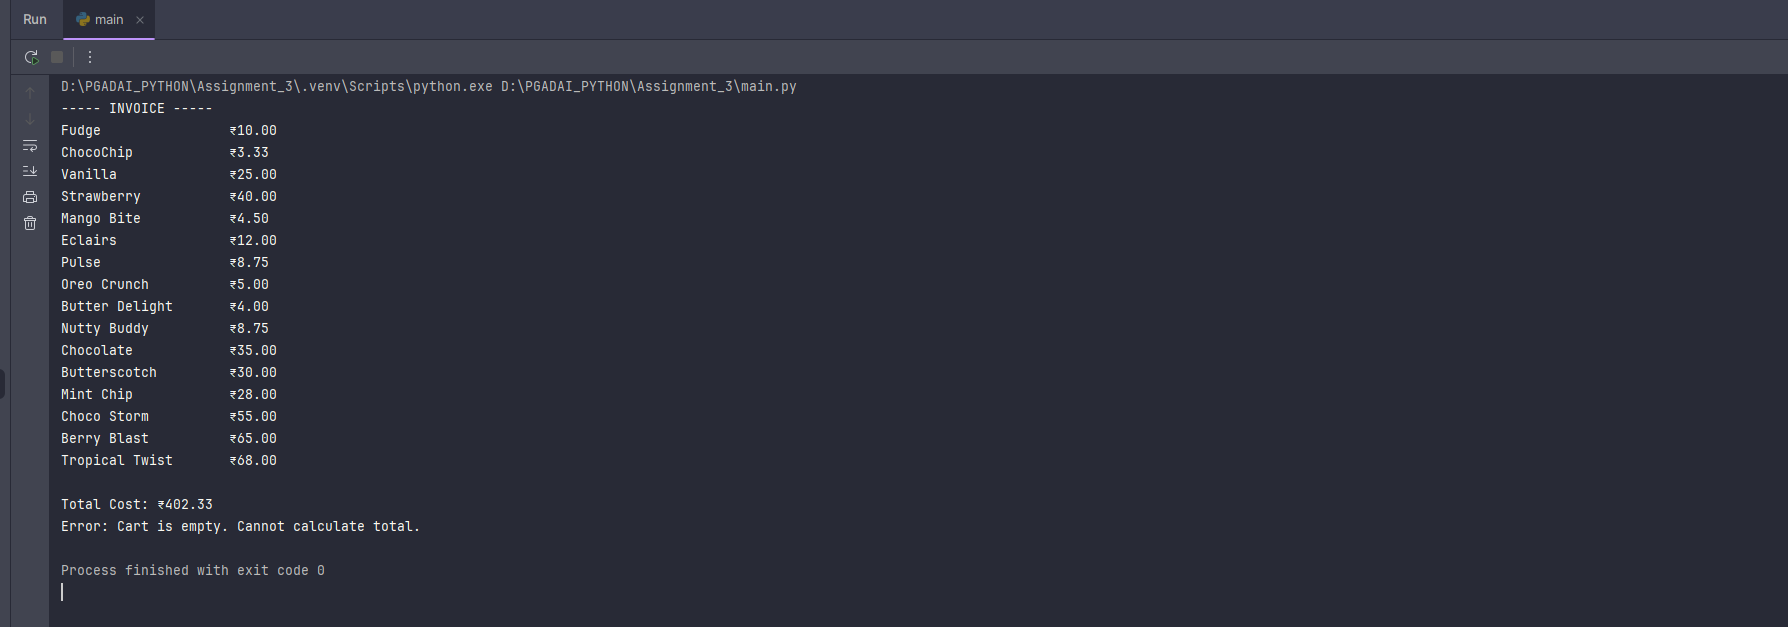 Run main
D:\PGADAI_PYTHON\Assignment_3\.venv\Scripts\python.exe D:\PGADAI_PYTHON\Assignment_3\main.py
----- INVOICE -----
Fudge ₹10.00
ChocoChip ₹3.33
Vanilla ₹25.00
Strawberry ₹40.00
Mango Bite ₹4.50
Eclairs ₹12.00
Pulse ₹8.75
Oreo Crunch ₹5.00
Butter Delight ₹4.00
Nutty Buddy ₹8.75
Chocolate ₹35.00
Butterscotch ₹30.00
Mint Chip ₹28.00
Choco Storm ₹55.00
Berry Blast ₹65.00
Tropical Twist ₹68.00
Total Cost: ₹402.33
Error: Cart is empty. Cannot calculate total.
Process finished with exit code 0